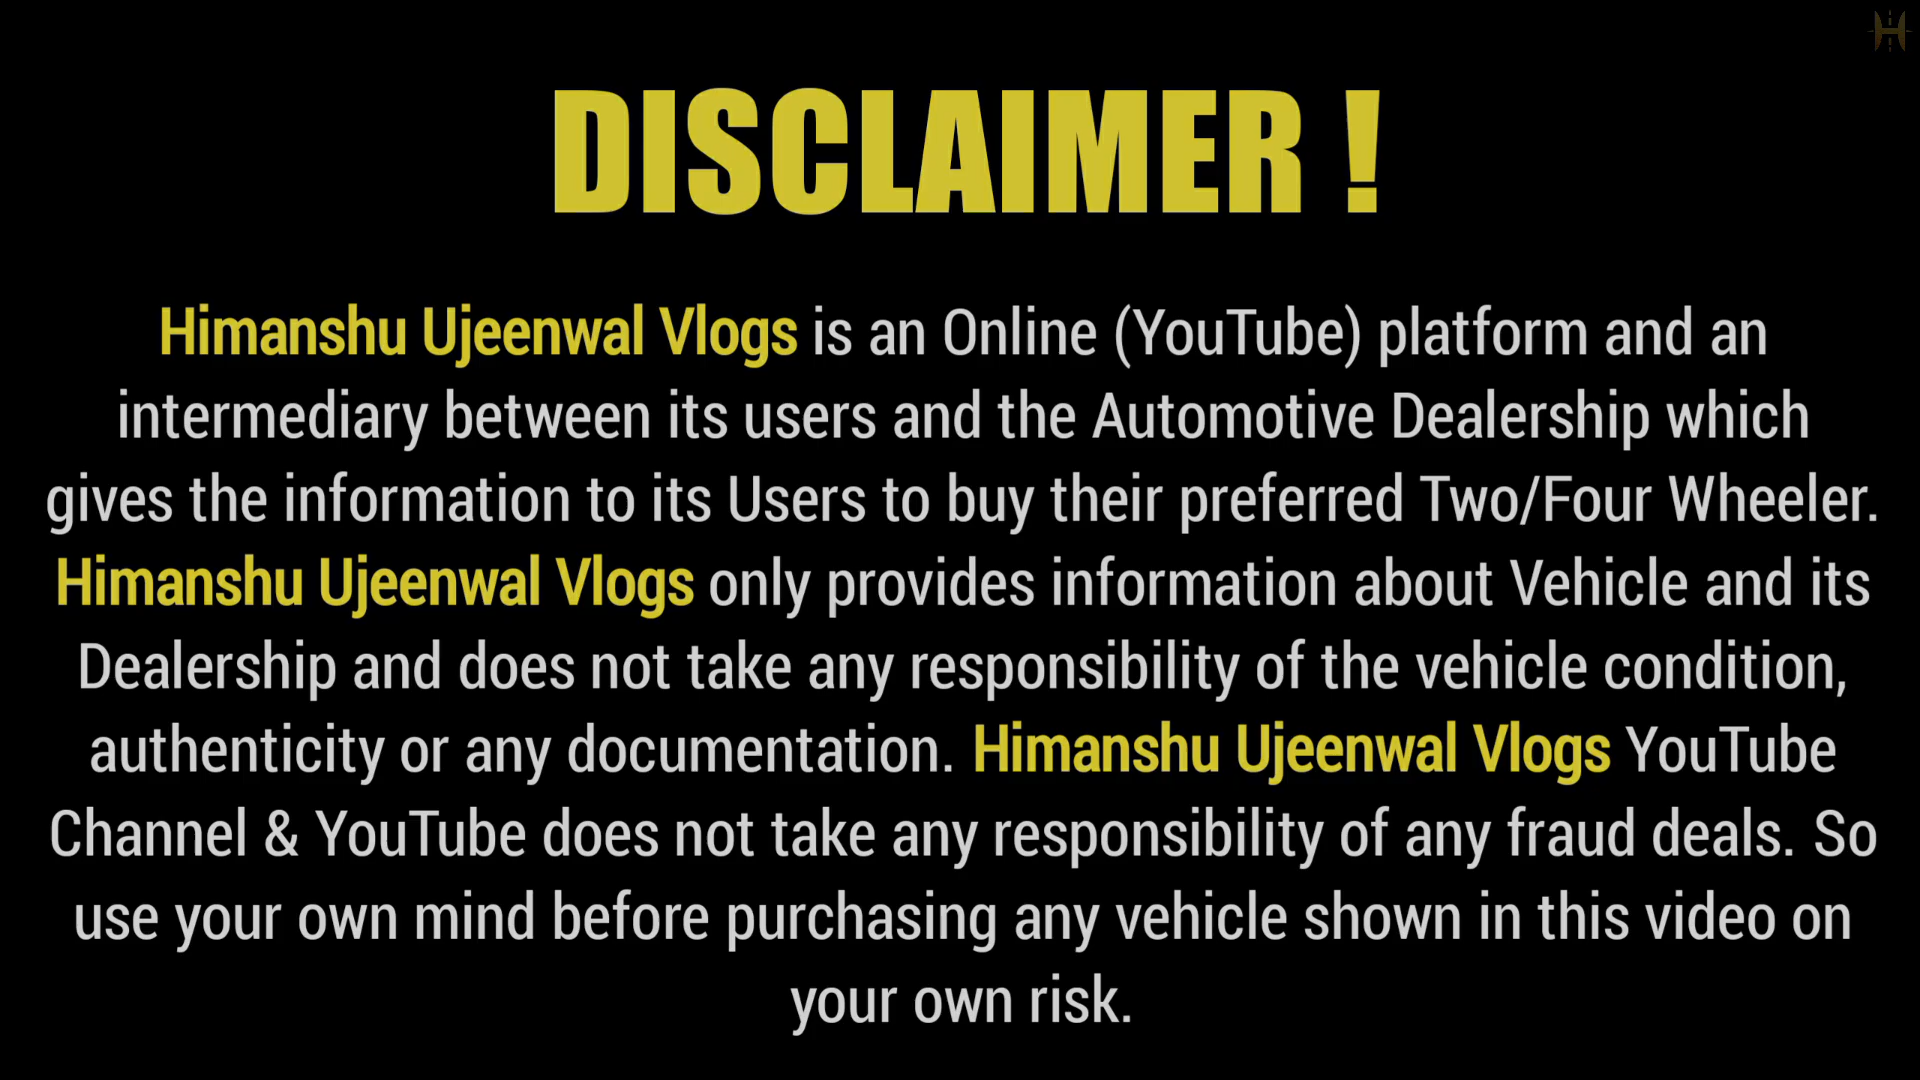 DISCLAIMER !
Himanshu Ujeenwal Vlogs is an Online (YouTube) platform and an
intermediary between its users and the Automotive Dealership which
gives the information to its Users to buy their preferred Two/Four Wheeler.
Himanshu Ujeenwal Vlogs only provides information about Vehicle and its
Dealership and does not take any responsibility of the vehicle condition,
authenticity or any documentation. Himanshu Ujeenwal Vlogs YouTube
Channel & YouTube does not take any responsibility of any fraud deals. So
use your own mind before purchasing any vehicle shown in this video on
your own risk.